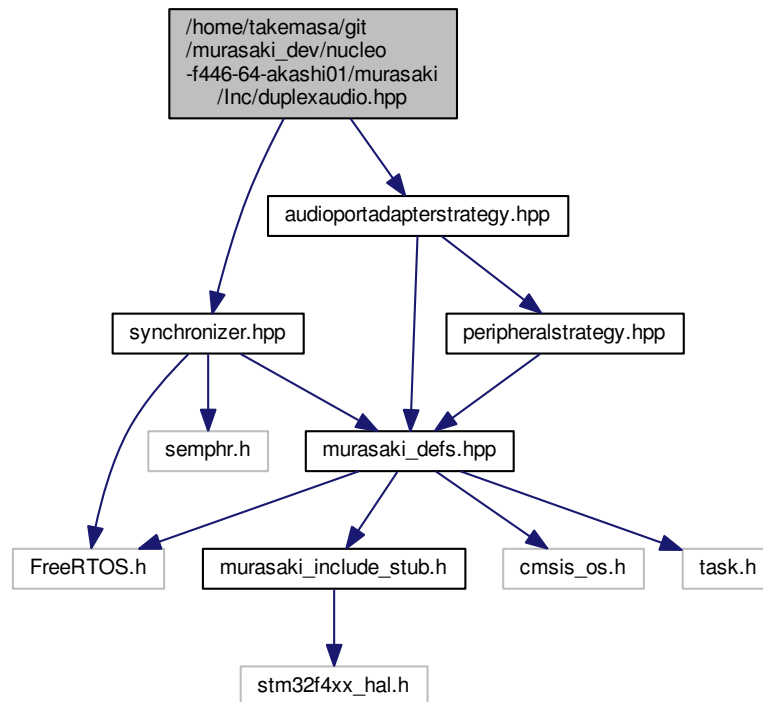 /home/takemasa/git
/murasaki_dev/nucleo
-f446-64-akashi01/murasaki
/Inc/duplexaudio.hpp
audioportadapterstrategy.hpp
synchronizer.hpp
peripheralstrategy.hpp
semphr.h
murasaki_defs.hpp
FreeRTOS.h
murasaki_include_stub.h
cmsis_os.h
task.h
stm32f4xx_hal.h